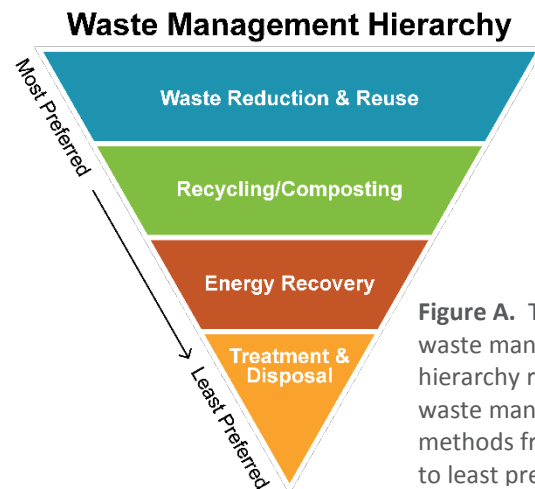 Waste Management Hierarchy
Most Preferred
Waste Reduction & Reuse
Recycling/Composting
Energy Recovery
Treatment &
Disposal
Least Preferred
Figure A. T
waste man
hierarchy r
waste man
methods fr
to least pre